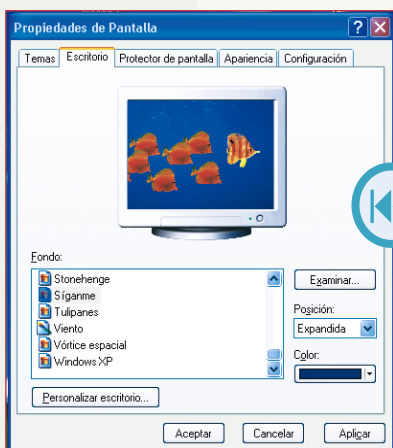 Propiedades de Pantalla
Temas Escritorio Protector de pantalla Apariencia Configuración
Fondo:
Stonehenge
Síganme
Tulipanes
Viento
Vórtice espacial
Windows XP
Examinar...
Posición:
Expandida
Color:
Personalizar escritorio...
Aceptar Cancelar Aplicar